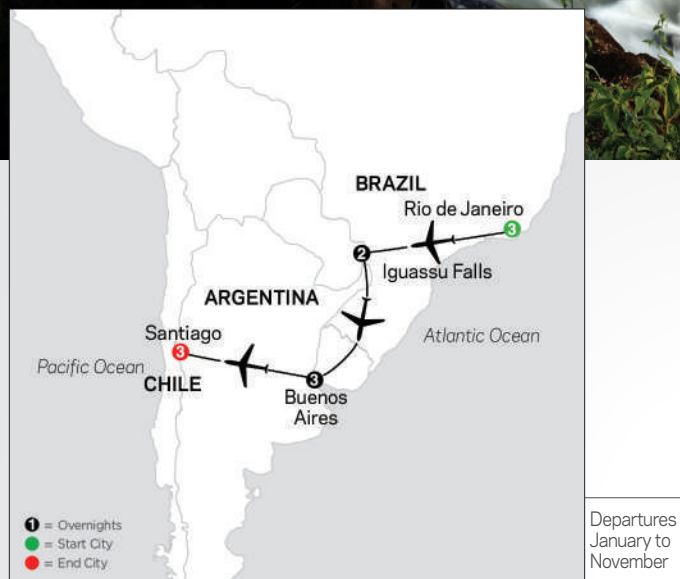 BRAZIL
Rio de Janeiro
3
2
Iguassu Falls
ARGENTINA
Santiago
3
Atlantic Ocean
Pacific Ocean
CHILE
3
Buenos
Aires
1 = Overnights
= Start City
= End City
Departures
January to
November